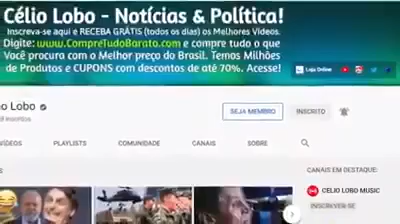 Célio Lobo - Notícias & Política!
Inscreva-se aqui e RECEBA GRÁTIS (todos os dias) os Melhores Vídeos.
Digite: www.CompreTudoBarato.com e compre tudo o que
Você procura com o Melhor preço do Brasil. Temos Milhões
de Produtos e CUPONS com descontos de até 70%. Acesse!
Loja Online
Lobo
SEJA MEMBRO
INSCRITO
inscritos
VÍDEOS
PLAYLISTS
COMUNIDADE
CANAIS
SOBRE
CANAIS EM DESTAQUE:
CELIO LOBO MUSIC
INSCREVER-SE